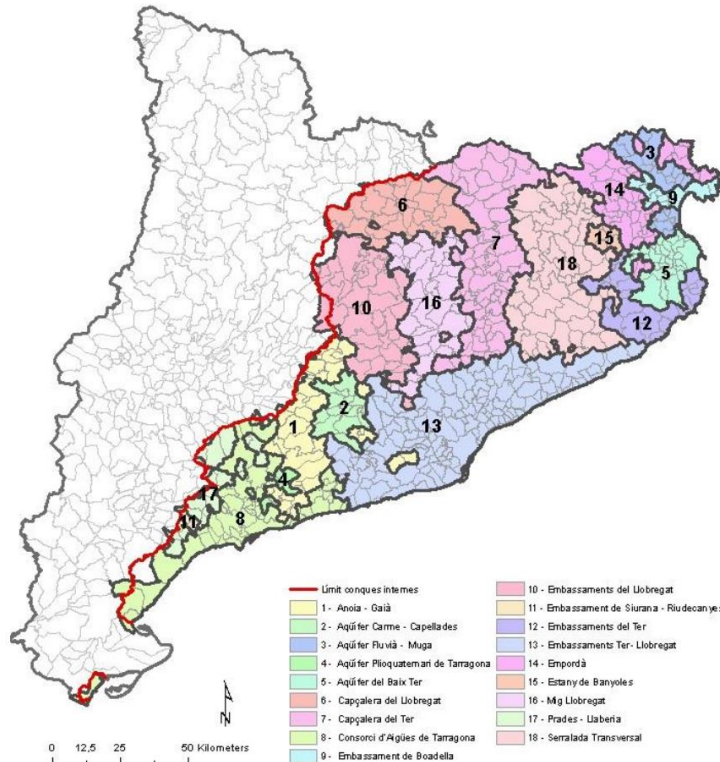 3
14
9
6
15
7
5
18
10
16
12
2
1
13
4
17
11
8
Límit conques internes
1 - Anoia - Gaià
2 - Aqüífer Carme - Capellades
3 - Aqüífer Fluvià - Muga
4 - Aqüífer Plioquaternari de Tarragona
5 - Aqüífer del Baix Ter
6 - Capçalera del Llobregat
7 - Capçalera del Ter
8 - Consorci d'Aigües de Tarragona
9 - Embassament de Boadella
10 - Embassaments del Llobregat
11 - Embassament de Siurana - Riudecanyes
12 - Embassaments del Ter
13 - Embassaments Ter-Llobregat
14 - Empordà
15 - Estany de Banyoles
16 - Mig Llobregat
17 - Prades - Llaberia
18 - Serralada Transversal
N
0 12,5 25 50 Kilometers